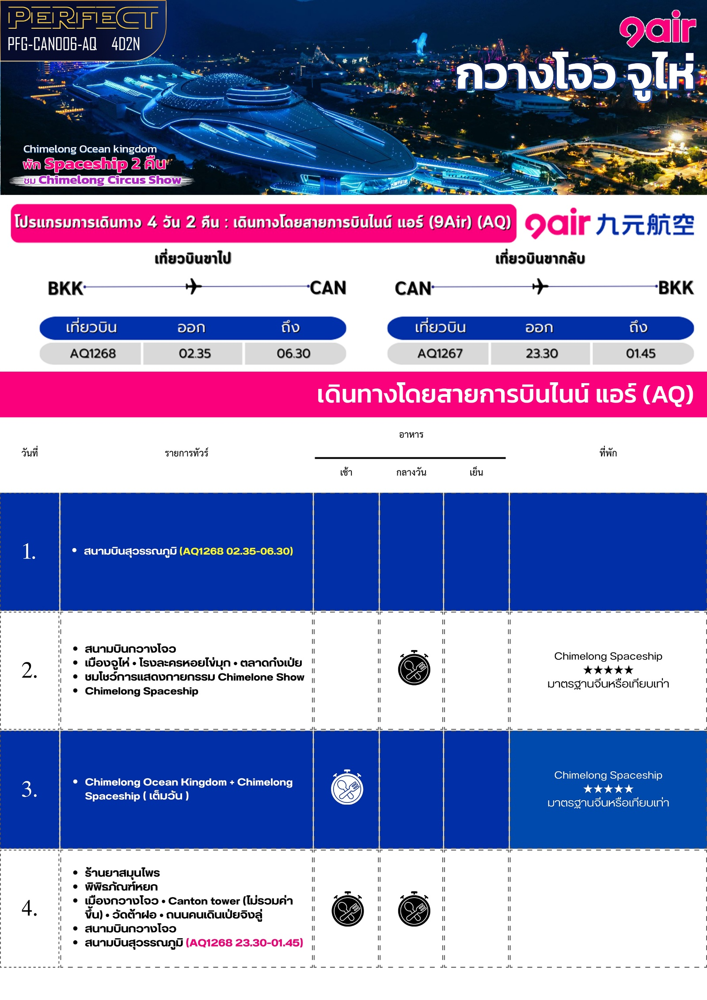 PERFECT
PFG-CAN006-AQ 4D2N
9air
กวางโจว จูไห่
Chimelong Ocean kingdom
พัก Spaceship 2 คืน
ชม Chimelong Circus Show
โปรแกรมการเดินทาง 4 วัน 2 คืน : เดินทางโดยสายการบินไนน์ แอร์ (9Air) (AQ)
9air 九元航空
เที่ยวบินขาไป
เที่ยวบินขากลับ
BKK CAN
CAN BKK
เที่ยวบิน ออก ถึง
เที่ยวบิน ออก ถึง
AQ1268 02.35 06.30
AQ1267 23.30 01.45
เดินทางโดยสายการบินไนน์ แอร์ (AQ)
อาหาร
วันที่ รายการทัวร์ ที่พัก
เช้า กลางวัน เย็น
1.
• สนามบินสุวรรณภูมิ (AQ1268 02.35-06.30)
2.
• สนามบินกวางโจว
• เมืองจูไห่ • โรงละครหอยไข่มุก • ตลาดก๋งเป่ย
• ชมโชว์การแสดงกายกรรม Chimelone Show
• Chimelong Spaceship
Chimelong Spaceship
★★★★★
มาตรฐานจีนหรือเทียบเท่า
3.
• Chimelong Ocean Kingdom + Chimelong
Spaceship ( เต็มวัน )
Chimelong Spaceship
★★★★★
มาตรฐานจีนหรือเทียบเท่า
4.
• ร้านยาสมุนไพร
• พิพิธภัณฑ์หยก
• เมืองกวางโจว • Canton tower (ไม่รวมค่า
ขึ้น) • วัดต้าฝอ • ถนนคนเดินเป่ยจิงลู่
• สนามบินกวางโจว
• สนามบินสุวรรณภูมิ (AQ1268 23.30-01.45)